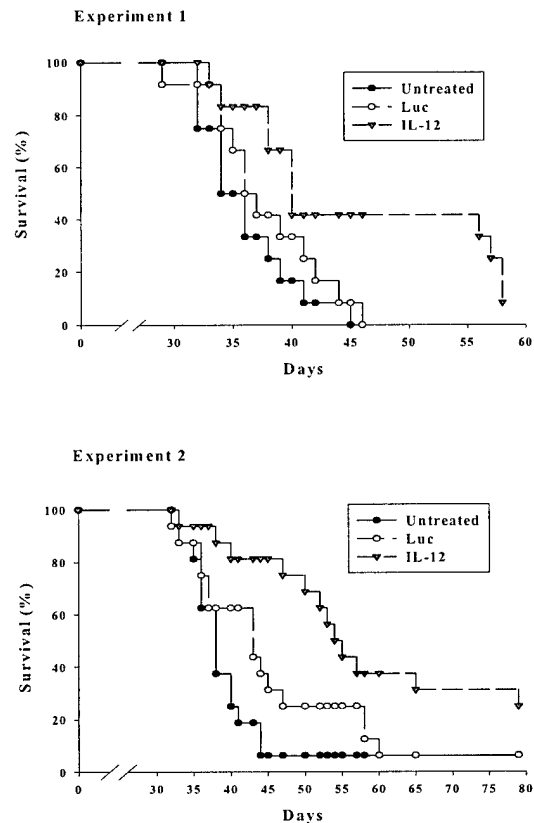 Experiment 1
Survival (%)
100
80
60
40
20
0
Untreated
Luc
IL-12
0
30
35
40
45
50
55
60
Days
Experiment 2
Survival (%)
100
80
60
40
20
0
Untreated
Luc
IL-12
0
30
35
40
45
50
55
60
65
70
75
80
Days